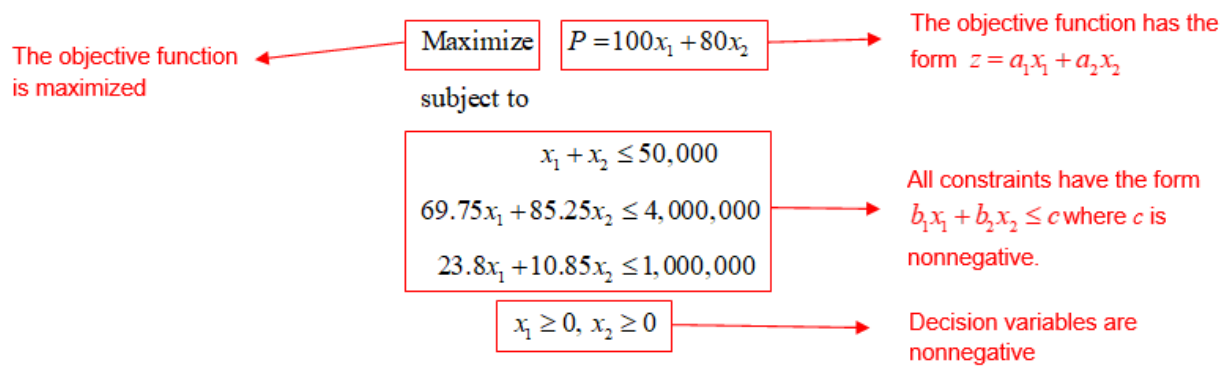 The objective function
is maximized
Maximize P = 100x₁ + 80x₂
The objective function has the
form z = a₁x₁ + a₂x₂
subject to
x₁ + x₂ ≤ 50,000
69.75x₁ + 85.25x₂ ≤ 4,000,000
23.8x₁ + 10.85x₂ ≤ 1,000,000
All constraints have the form
b₁x₁ + b₂x₂ ≤ c where c is
nonnegative.
x₁ ≥ 0, x₂ ≥ 0
Decision variables are
nonnegative